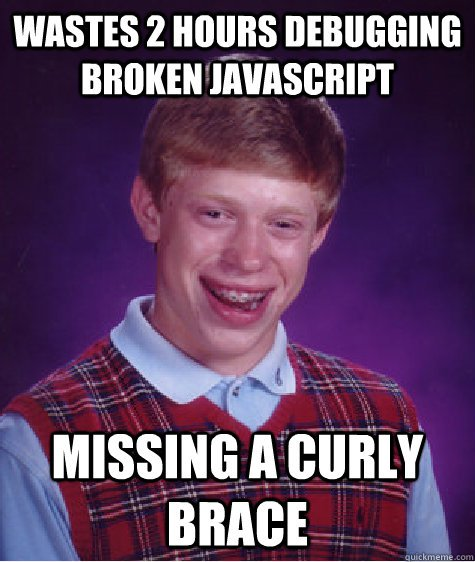 WASTES 2 HOURS DEBUGGING
BROKEN JAVASCRIPT
MISSING A CURLY
BRACE
quickmeme.com